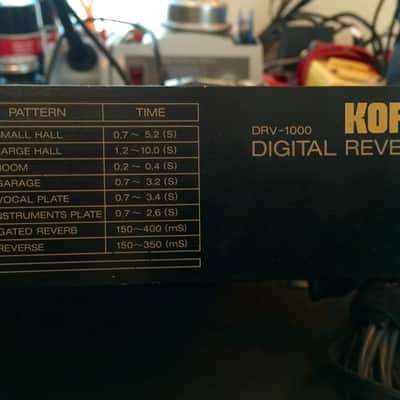 PATTERN TIME
SMALL HALL 0.7~ 5.2 (S)
ARGE HALL 1.2~10.0 (S)
ROOM 0.2~ 0.4 (S)
GARAGE 0.7~ 3.2 (S)
VOCAL PLATE 0.7~ 3.4 (S)
NSTRUMENTS PLATE 0.7~ 2.6 (S)
GATED REVERB 150~400 (mS)
REVERSE 150~350 (mS)
DRV-1000 KOR
DIGITAL REVE